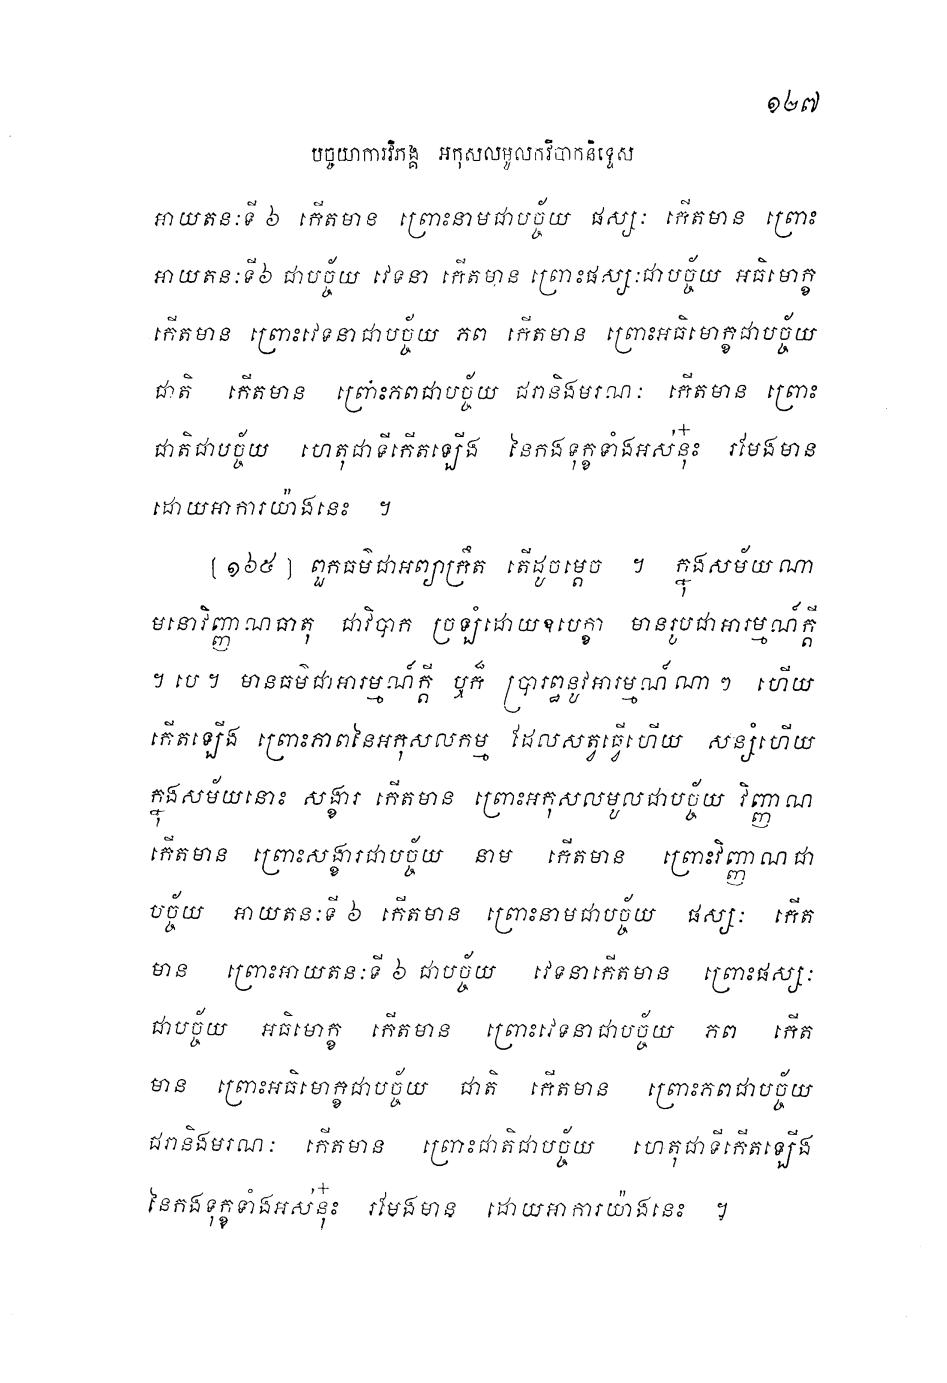 ១២៧
បច្ចយាការវិភង្គ អកុសលមូលកវិបាកនិទ្ទេស
អាយតនៈទី ៦ កើតមាន ព្រោះនាមជាបច្ច័យ ផស្សៈ កើតមាន ព្រោះ
អាយតនៈទី៦ ជាបច្ច័យ វេទនា កើតមាន ព្រោះផស្សៈជាបច្ច័យ អធិមោក្ខ
កើតមាន ព្រោះវេទនាជាបច្ច័យ ភព កើតមាន ព្រោះអធិមោក្ខជាបច្ច័យ
ជាតិ កើតមាន ព្រោះភពជាបច្ច័យ ជរានិងមរណៈ កើតមាន ព្រោះ
ជាតិជាបច្ច័យ ហេតុជាទីកើតឡើង នៃកងទុក្ខទាំងអស់នុ៎ះ រមែងមាន
ដោយអាការយ៉ាងនេះ ។
[១៦៥] ពួកធម៌ជាអព្យាក្រឹត តើដូចម្តេច ។ ក្នុងសម័យណា
មនោវិញ្ញាណធាតុ ជាវិបាក ច្រឡំដោយឧបេក្ខា មានរូបជាអារម្មណ៍ក្តី
។ បេ ។ មានធម៌ជាអារម្មណ៍ក្តី ឬក៏ ប្រារព្ធនូវអារម្មណ៍ណា ៗ ហើយ
កើតឡើង ព្រោះភាពនៃអកុសលកម្ម ដែលសត្វធ្វើហើយ សន្សំហើយ
ក្នុងសម័យនោះ សង្ខារ កើតមាន ព្រោះអកុសលមូលជាបច្ច័យ វិញ្ញាណ
កើតមាន ព្រោះសង្ខារជាបច្ច័យ នាម កើតមាន ព្រោះវិញ្ញាណជា
បច្ច័យ អាយតនៈទី ៦ កើតមាន ព្រោះនាមជាបច្ច័យ ផស្សៈ កើត
មាន ព្រោះអាយតនៈទី ៦ ជាបច្ច័យ វេទនាកើតមាន ព្រោះផស្សៈ
ជាបច្ច័យ អធិមោក្ខ កើតមាន ព្រោះវេទនាជាបច្ច័យ ភព កើត
មាន ព្រោះអធិមោក្ខជាបច្ច័យ ជាតិ កើតមាន ព្រោះភពជាបច្ច័យ
ជរានិងមរណៈ កើតមាន ព្រោះជាតិជាបច្ច័យ ហេតុជាទីកើតឡើង
នៃកងទុក្ខទាំងអស់នុ៎ះ រមែងមាន ដោយអាការយ៉ាងនេះ ។